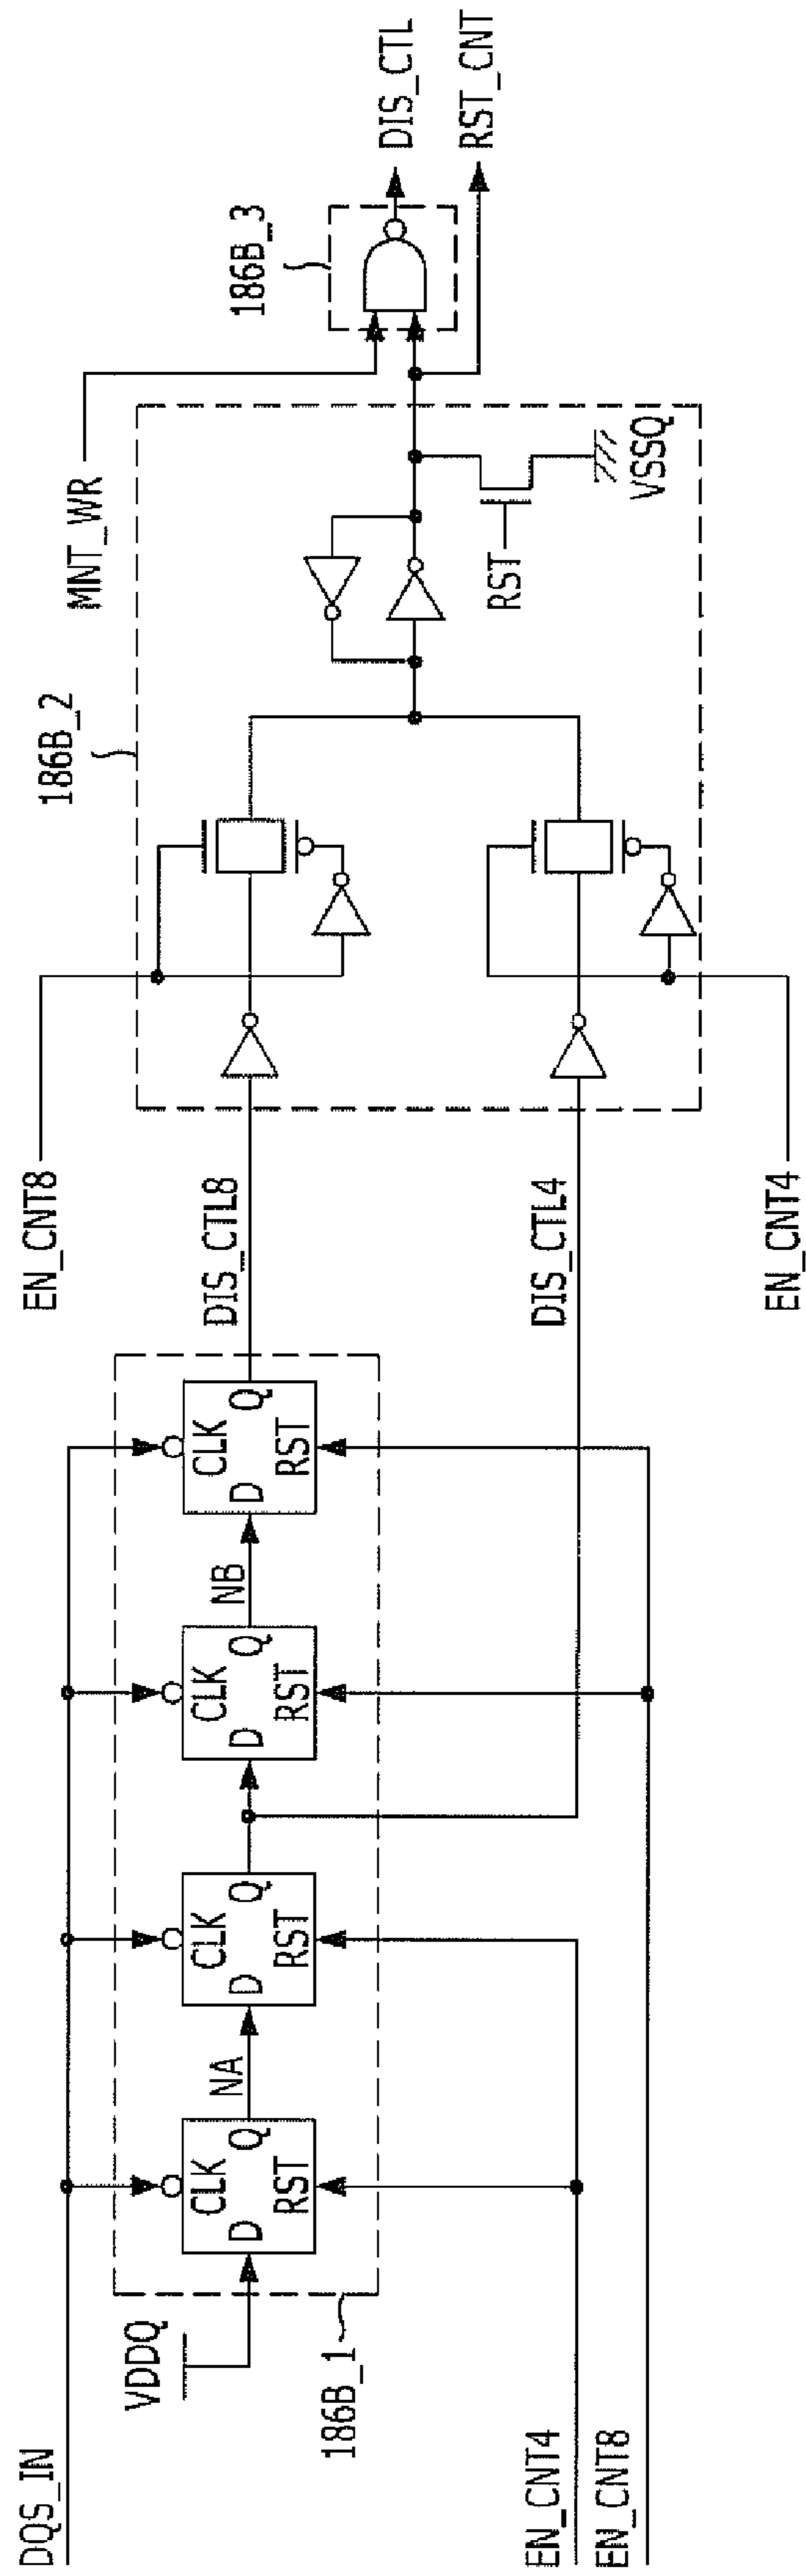 DQS_IN
VDDQ
186B_1
D
CLK
Q
RST
NA
D
CLK
Q
RST
D
CLK
Q
RST
NB
D
CLK
Q
RST
EN_CNT4
EN_CNT8
DIS_CTL8
DIS_CTL4
EN_CNT8
EN_CNT4
186B_2
RST
VSSQ
MNT_WR
186B_3
DIS_CTL
RST_CNT